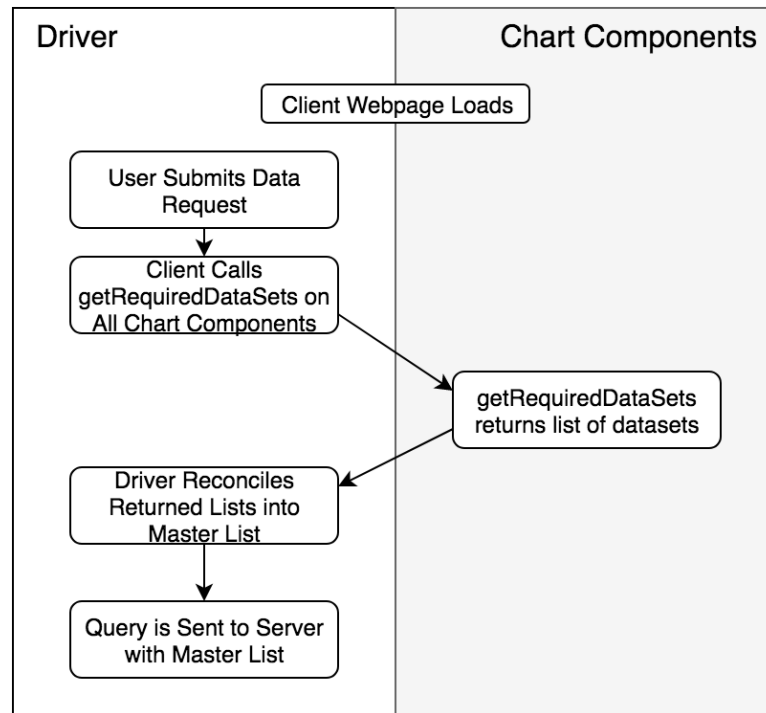 Driver
Chart Components
Client Webpage Loads
User Submits Data
Request
Client Calls
getRequiredDataSets on
All Chart Components
getRequiredDataSets
returns list of datasets
Driver Reconciles
Returned Lists into
Master List
Query is Sent to Server
with Master List